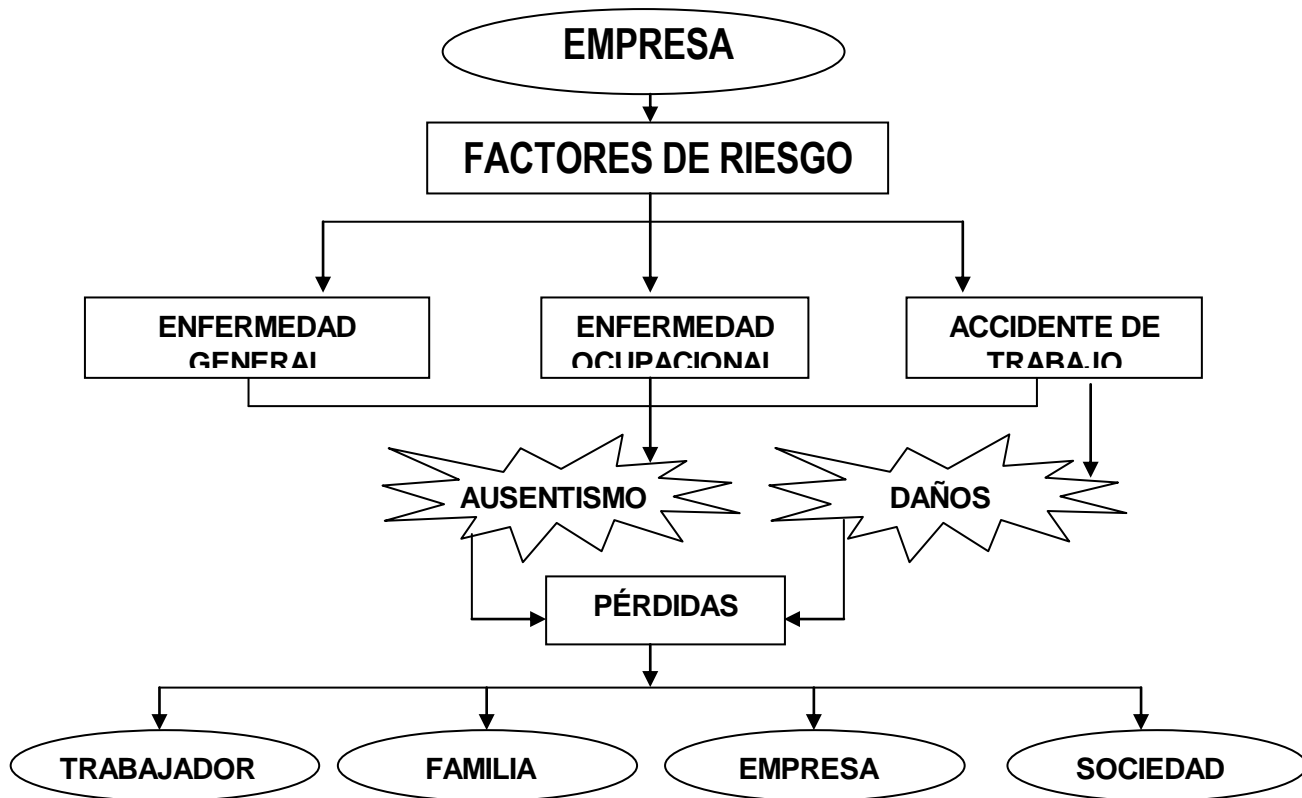 EMPRESA
FACTORES DE RIESGO
ENFERMEDAD
GENERAL
ENFERMEDAD
OCUPACIONAL
ACCIDENTE DE
TRABAJO
AUSENTISMO
DAÑOS
PÉRDIDAS
TRABAJADOR
FAMILIA
EMPRESA
SOCIEDAD